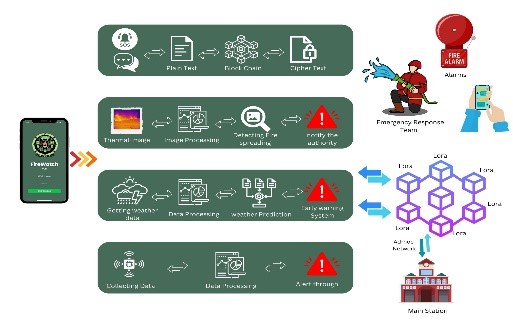 SOS
Plain Text
Block Chain
Cipher Text
FIRE
ALARM
Alarms
Thermal Image
Image Processing
Detecting Fire
spreading
notify the
authority
Emergency Response
Team
FireWatch
Getting weather
data
Data Processing
weather Prediction
Early warning
System
Lora
Lora
Lora
Lora
Lora
Lora
Ad-hoc
Network
Collecting Data
Data Processing
Alert through
Main Station